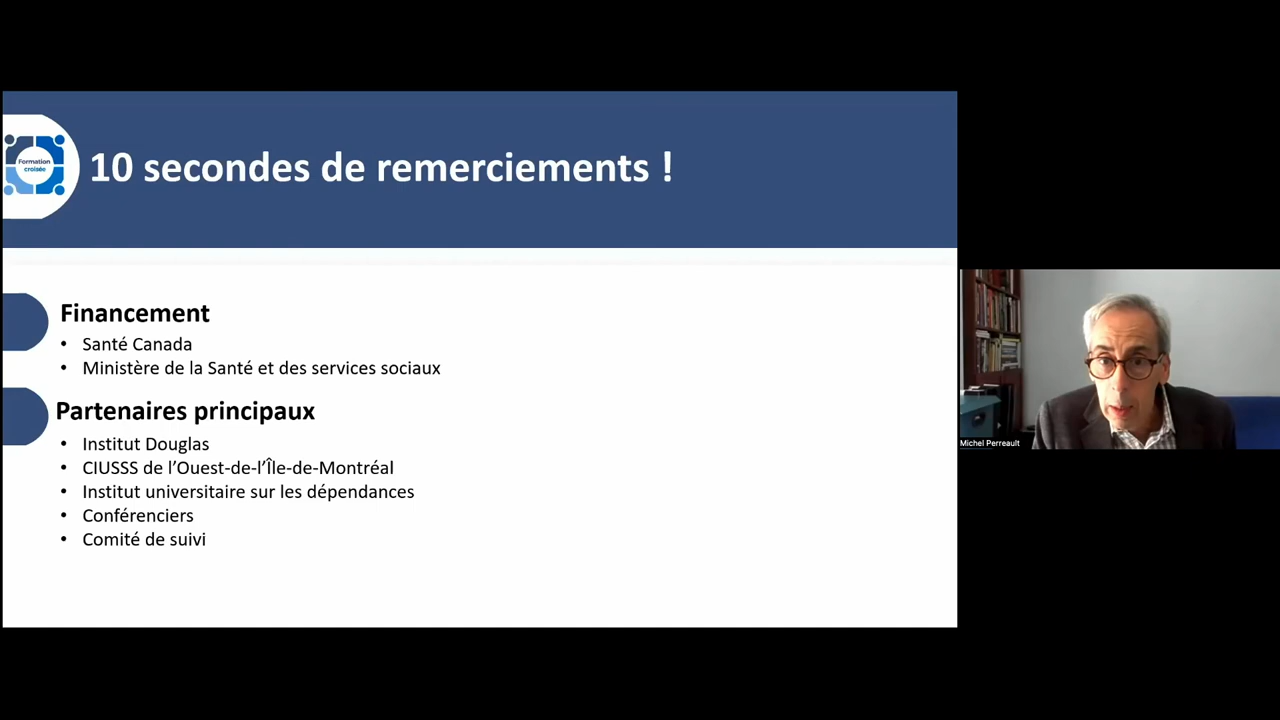 Formation
croisée
10 secondes de remerciements !
Financement
• Santé Canada
• Ministère de la Santé et des services sociaux
Partenaires principaux
• Institut Douglas
• CIUSSS de l’Ouest-de-l’Île-de-Montréal
• Institut universitaire sur les dépendances
• Conférenciers
• Comité de suivi
Michel Perreault